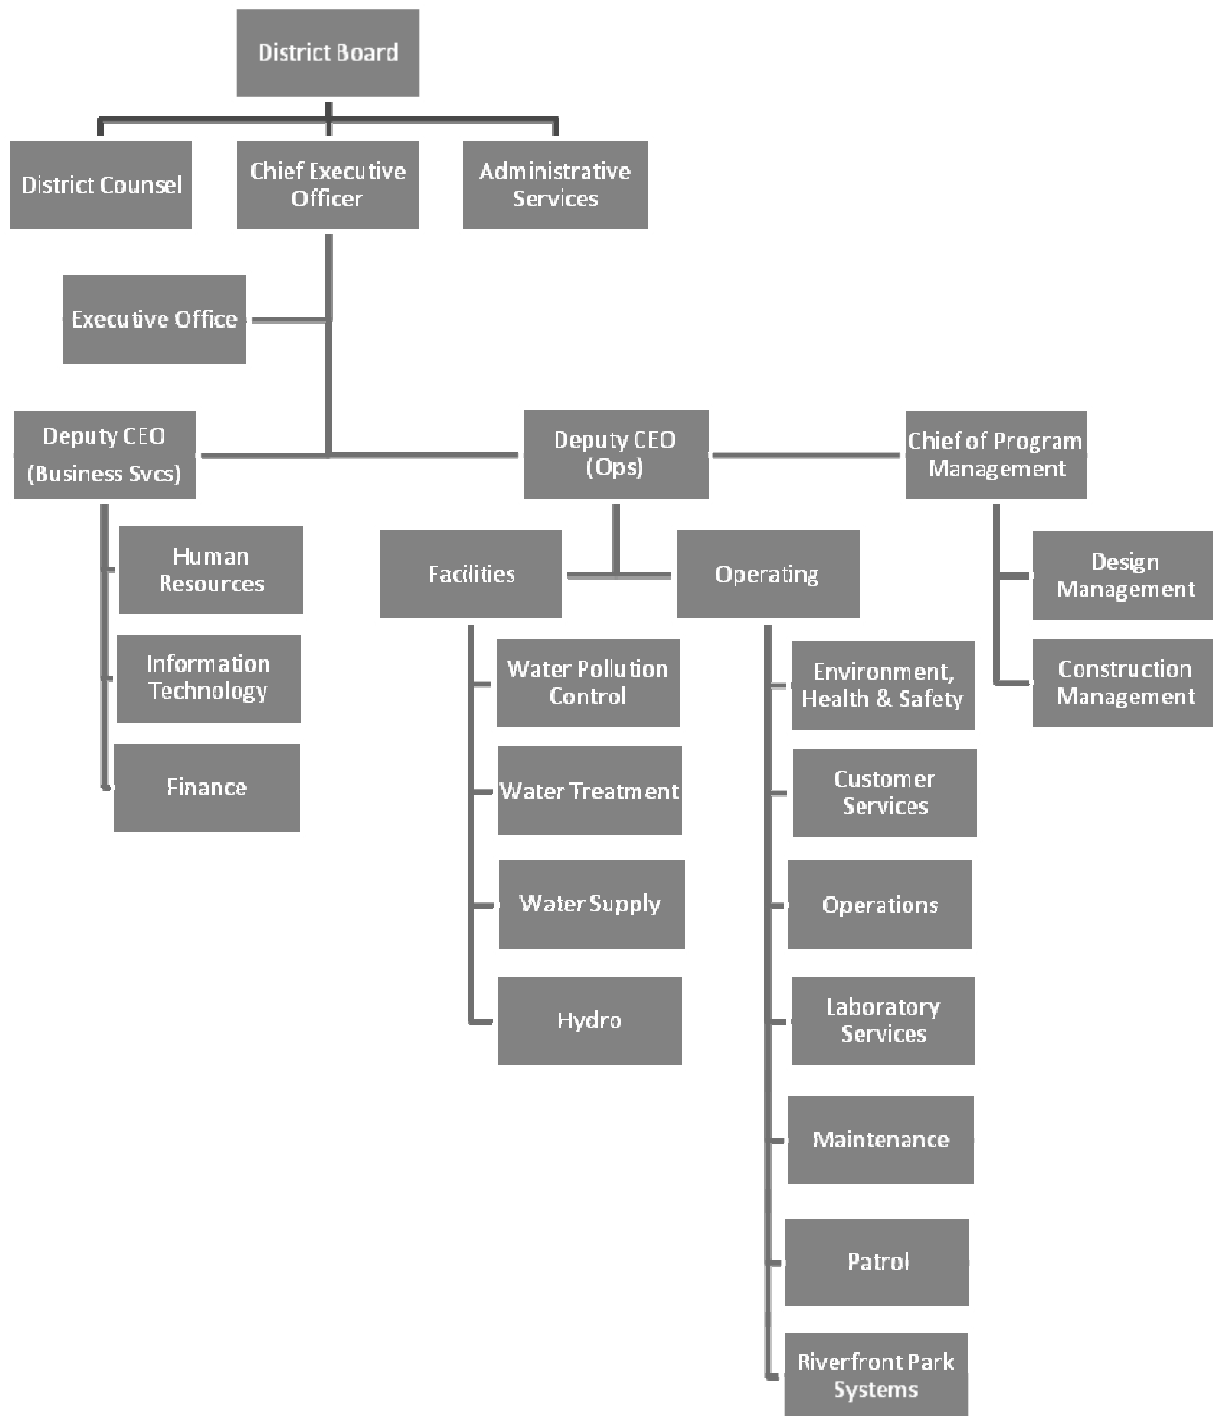 District Board
District Counsel
Chief Executive
Officer
Administrative
Services
Executive Office
Deputy CEO
(Business Svcs)
Deputy CEO
(Ops)
Chief of Program
Management
Human
Resources
Information
Technology
Finance
Facilities
Water Pollution
Control
Water Treatment
Water Supply
Hydro
Operating
Environment,
Health & Safety
Customer
Services
Operations
Laboratory
Services
Maintenance
Patrol
Riverfront Park
Systems
Design
Management
Construction
Management